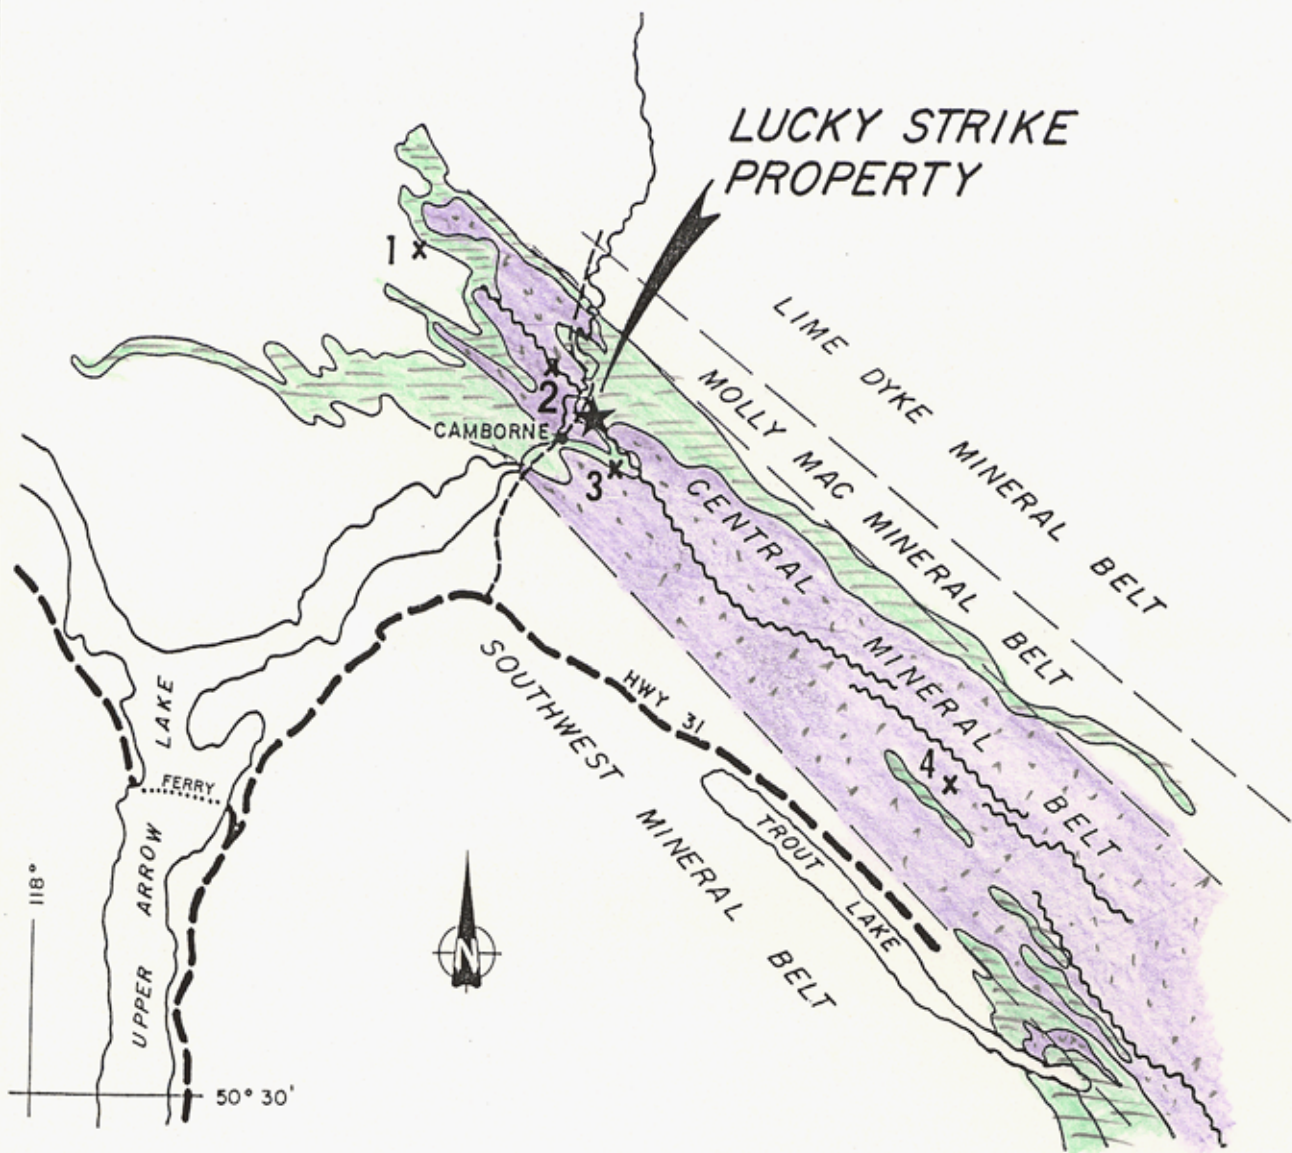 LUCKY STRIKE
PROPERTY
1 x
LIME DYKE MINERAL BELT
MOLLY MAC MINERAL BELT
x
2
CAMBORNE
x
3
CENTRAL MINERAL BELT
SOUTHWEST MINERAL BELT
HWY 31
4 x
TROUT LAKE
UPPER ARROW LAKE
FERRY
118°
N
50° 30'